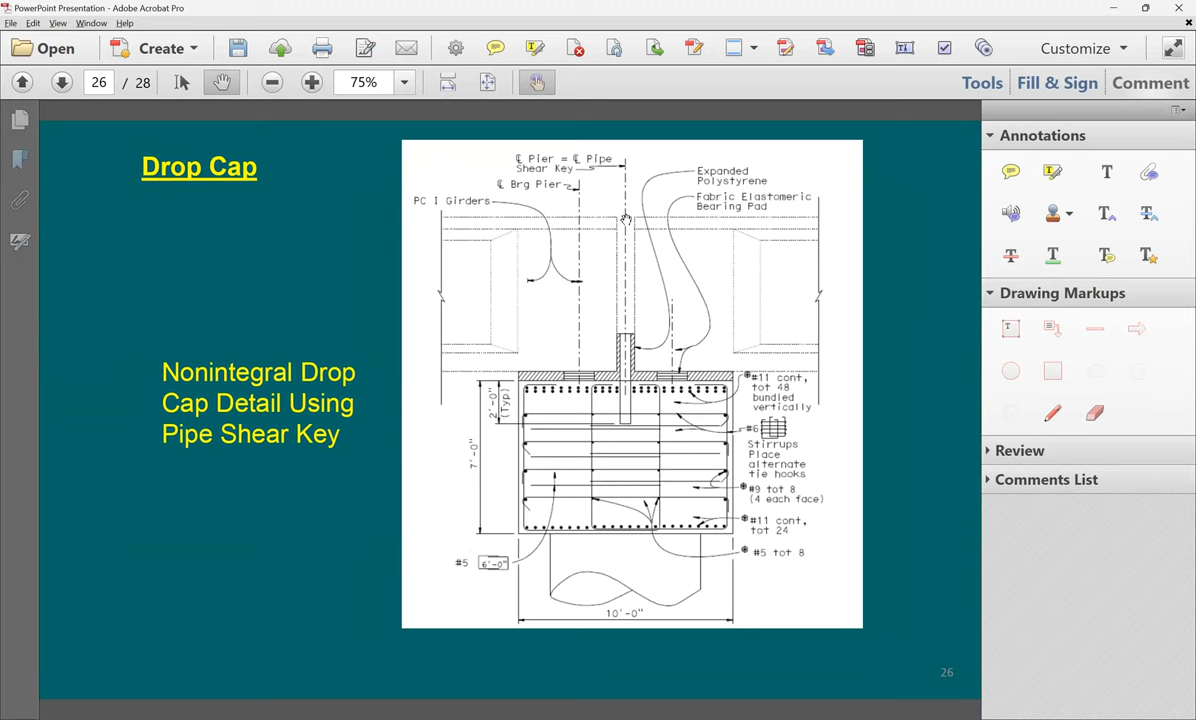 PowerPoint Presentation - Adobe Acrobat Pro
File Edit View Window Help
Open Create Customize
26 / 28 75% Tools Fill & Sign Comment
Annotations
Drawing Markups
Review
Comments List
Drop Cap
Nonintegral Drop
Cap Detail Using
Pipe Shear Key
℄ Pier = ℄ Pipe
Shear Key
℄ Brg Pier
PC I Girders
Expanded
Polystyrene
Fabric Elastomeric
Bearing Pad
2'-0"
(Typ)
7'-0"
#11 cont,
tot 48
bundled
vertically
#6
Stirrups
Place
alternate
tie hooks
#9 tot 8
(4 each face)
#11 cont,
tot 24
#5 tot 8
#5 6'-0"
10'-0"
26